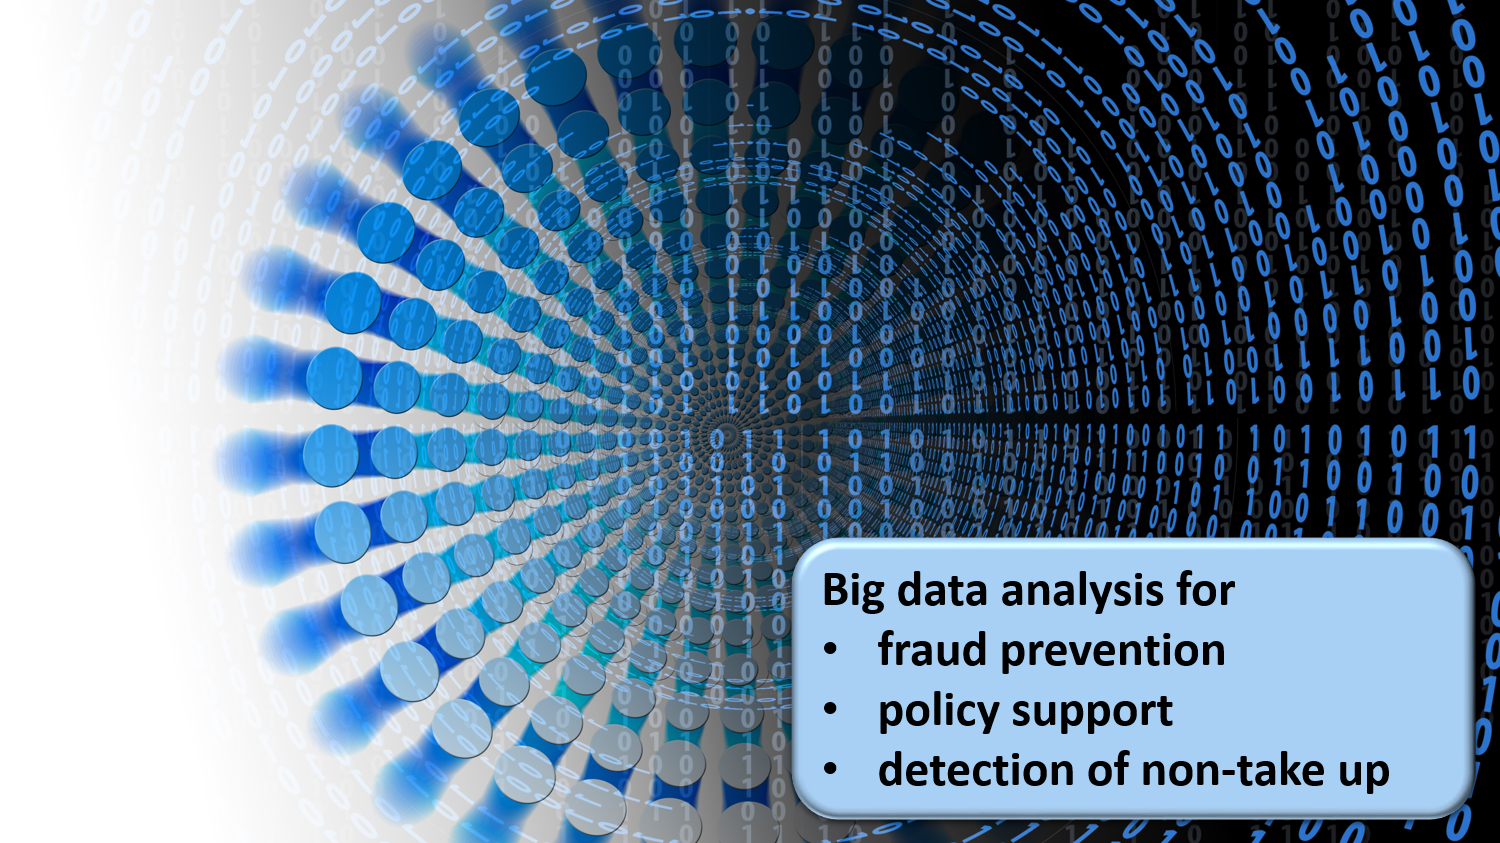 Big data analysis for
• fraud prevention
• policy support
• detection of non-take up